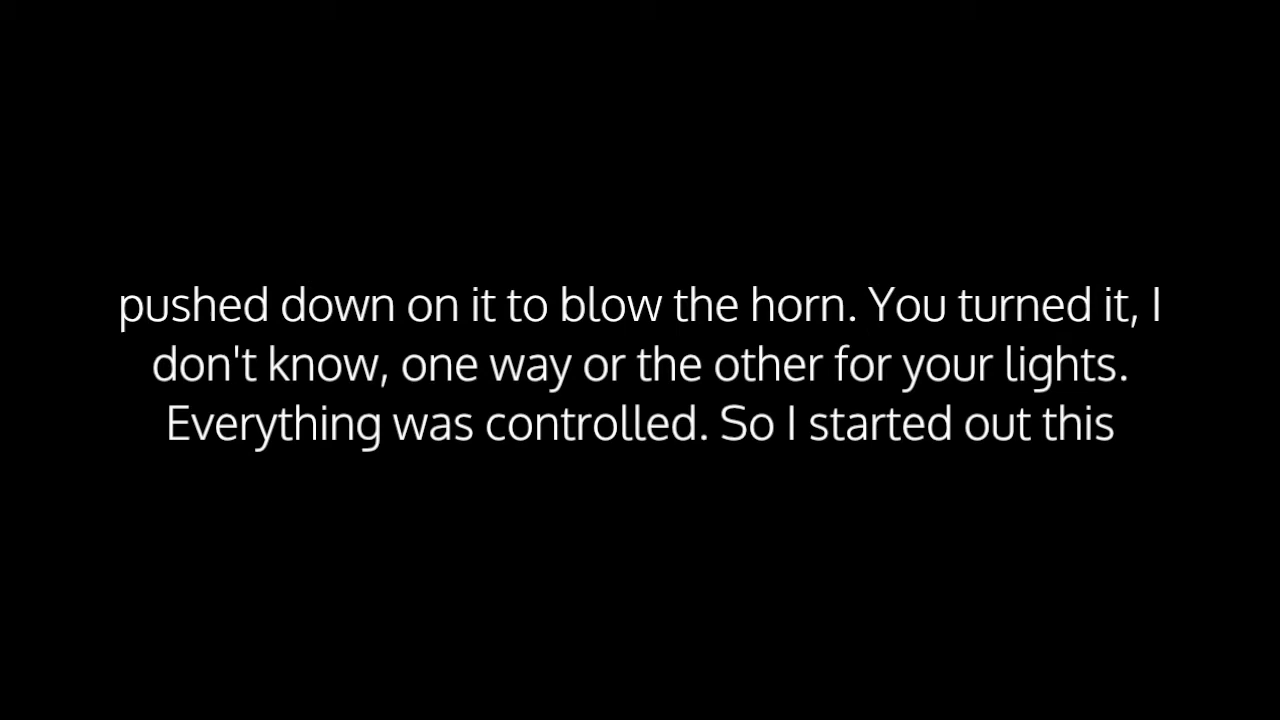 pushed down on it to blow the horn. You turned it, I
don't know, one way or the other for your lights.
Everything was controlled. So I started out this